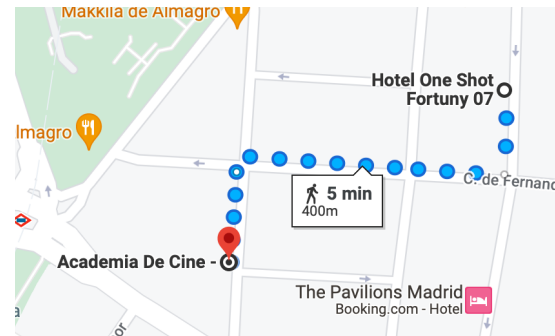 Makkila de Almagro
Hotel One Shot
Fortuny 07
lmagro
C. de Fernand
5 min
400m
Academia De Cine -
The Pavilions Madrid
Booking.com - Hotel
a
or